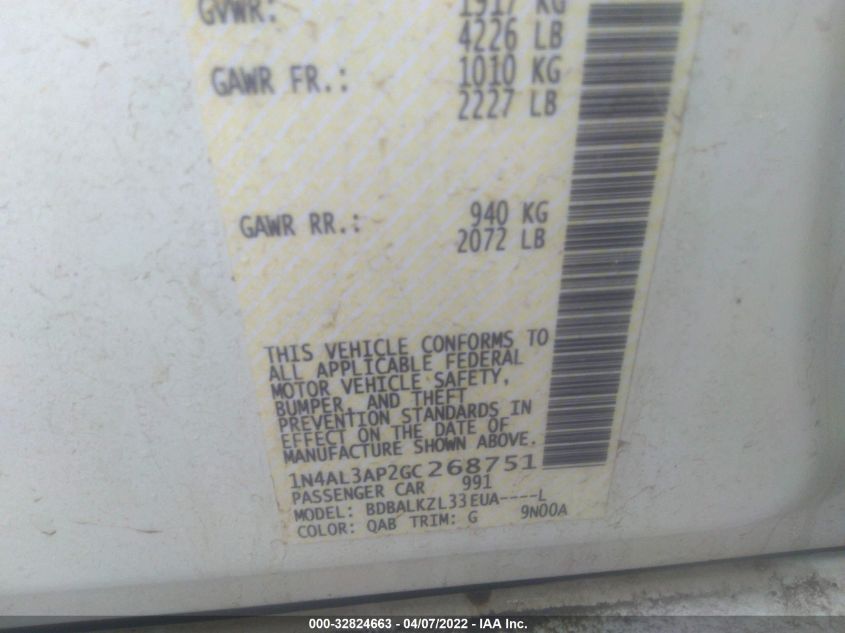 GVWR: 1917 KG
4226 LB
GAWR FR.: 1010 KG
2227 LB
GAWR RR.: 940 KG
2072 LB
THIS VEHICLE CONFORMS TO
ALL APPLICABLE FEDERAL
MOTOR VEHICLE SAFETY,
BUMPER, AND THEFT
PREVENTION STANDARDS IN
EFFECT ON THE DATE OF
MANUFACTURE SHOWN ABOVE.
1N4AL3AP2GC268751
PASSENGER CAR 991
MODEL: BDBALKZL33EUA----L
COLOR: QAB TRIM: G 9N00A
000-32824663 - 04/07/2022 - IAA Inc.